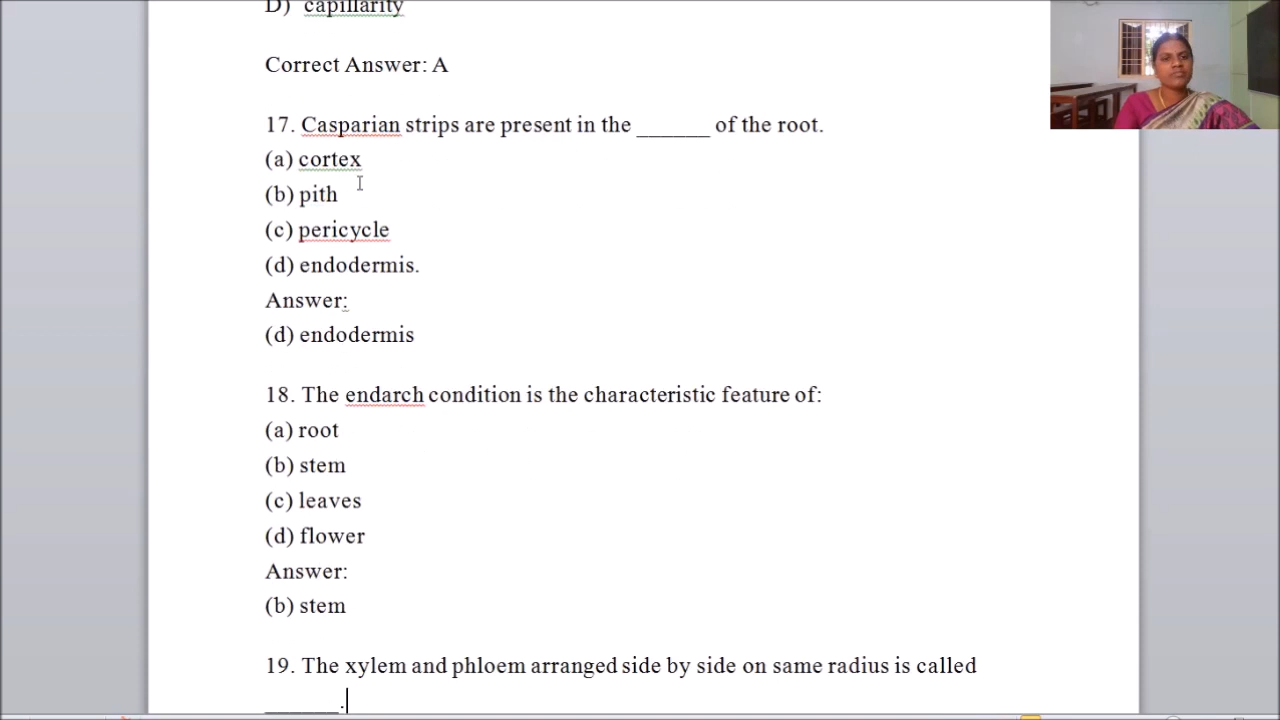 D) capillarity
Correct Answer: A
17. Casparian strips are present in the ______ of the root.
(a) cortex
(b) pith
(c) pericycle
(d) endodermis.
Answer:
(d) endodermis
18. The endarch condition is the characteristic feature of:
(a) root
(b) stem
(c) leaves
(d) flower
Answer:
(b) stem
19. The xylem and phloem arranged side by side on same radius is called
______.